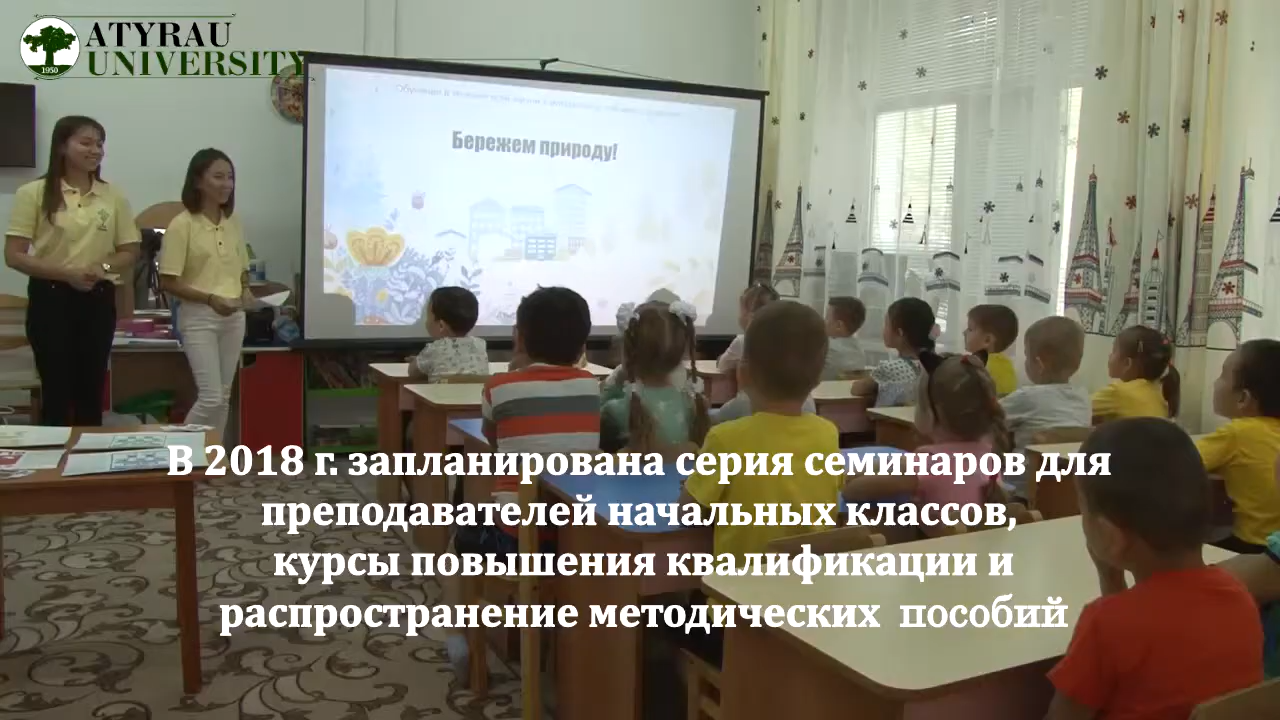 ATYRAU
UNIVERSITY
1950
Бережем природу!
В 2018 г. запланирована серия семинаров для
преподавателей начальных классов,
курсы повышения квалификации и
распространение методических пособий